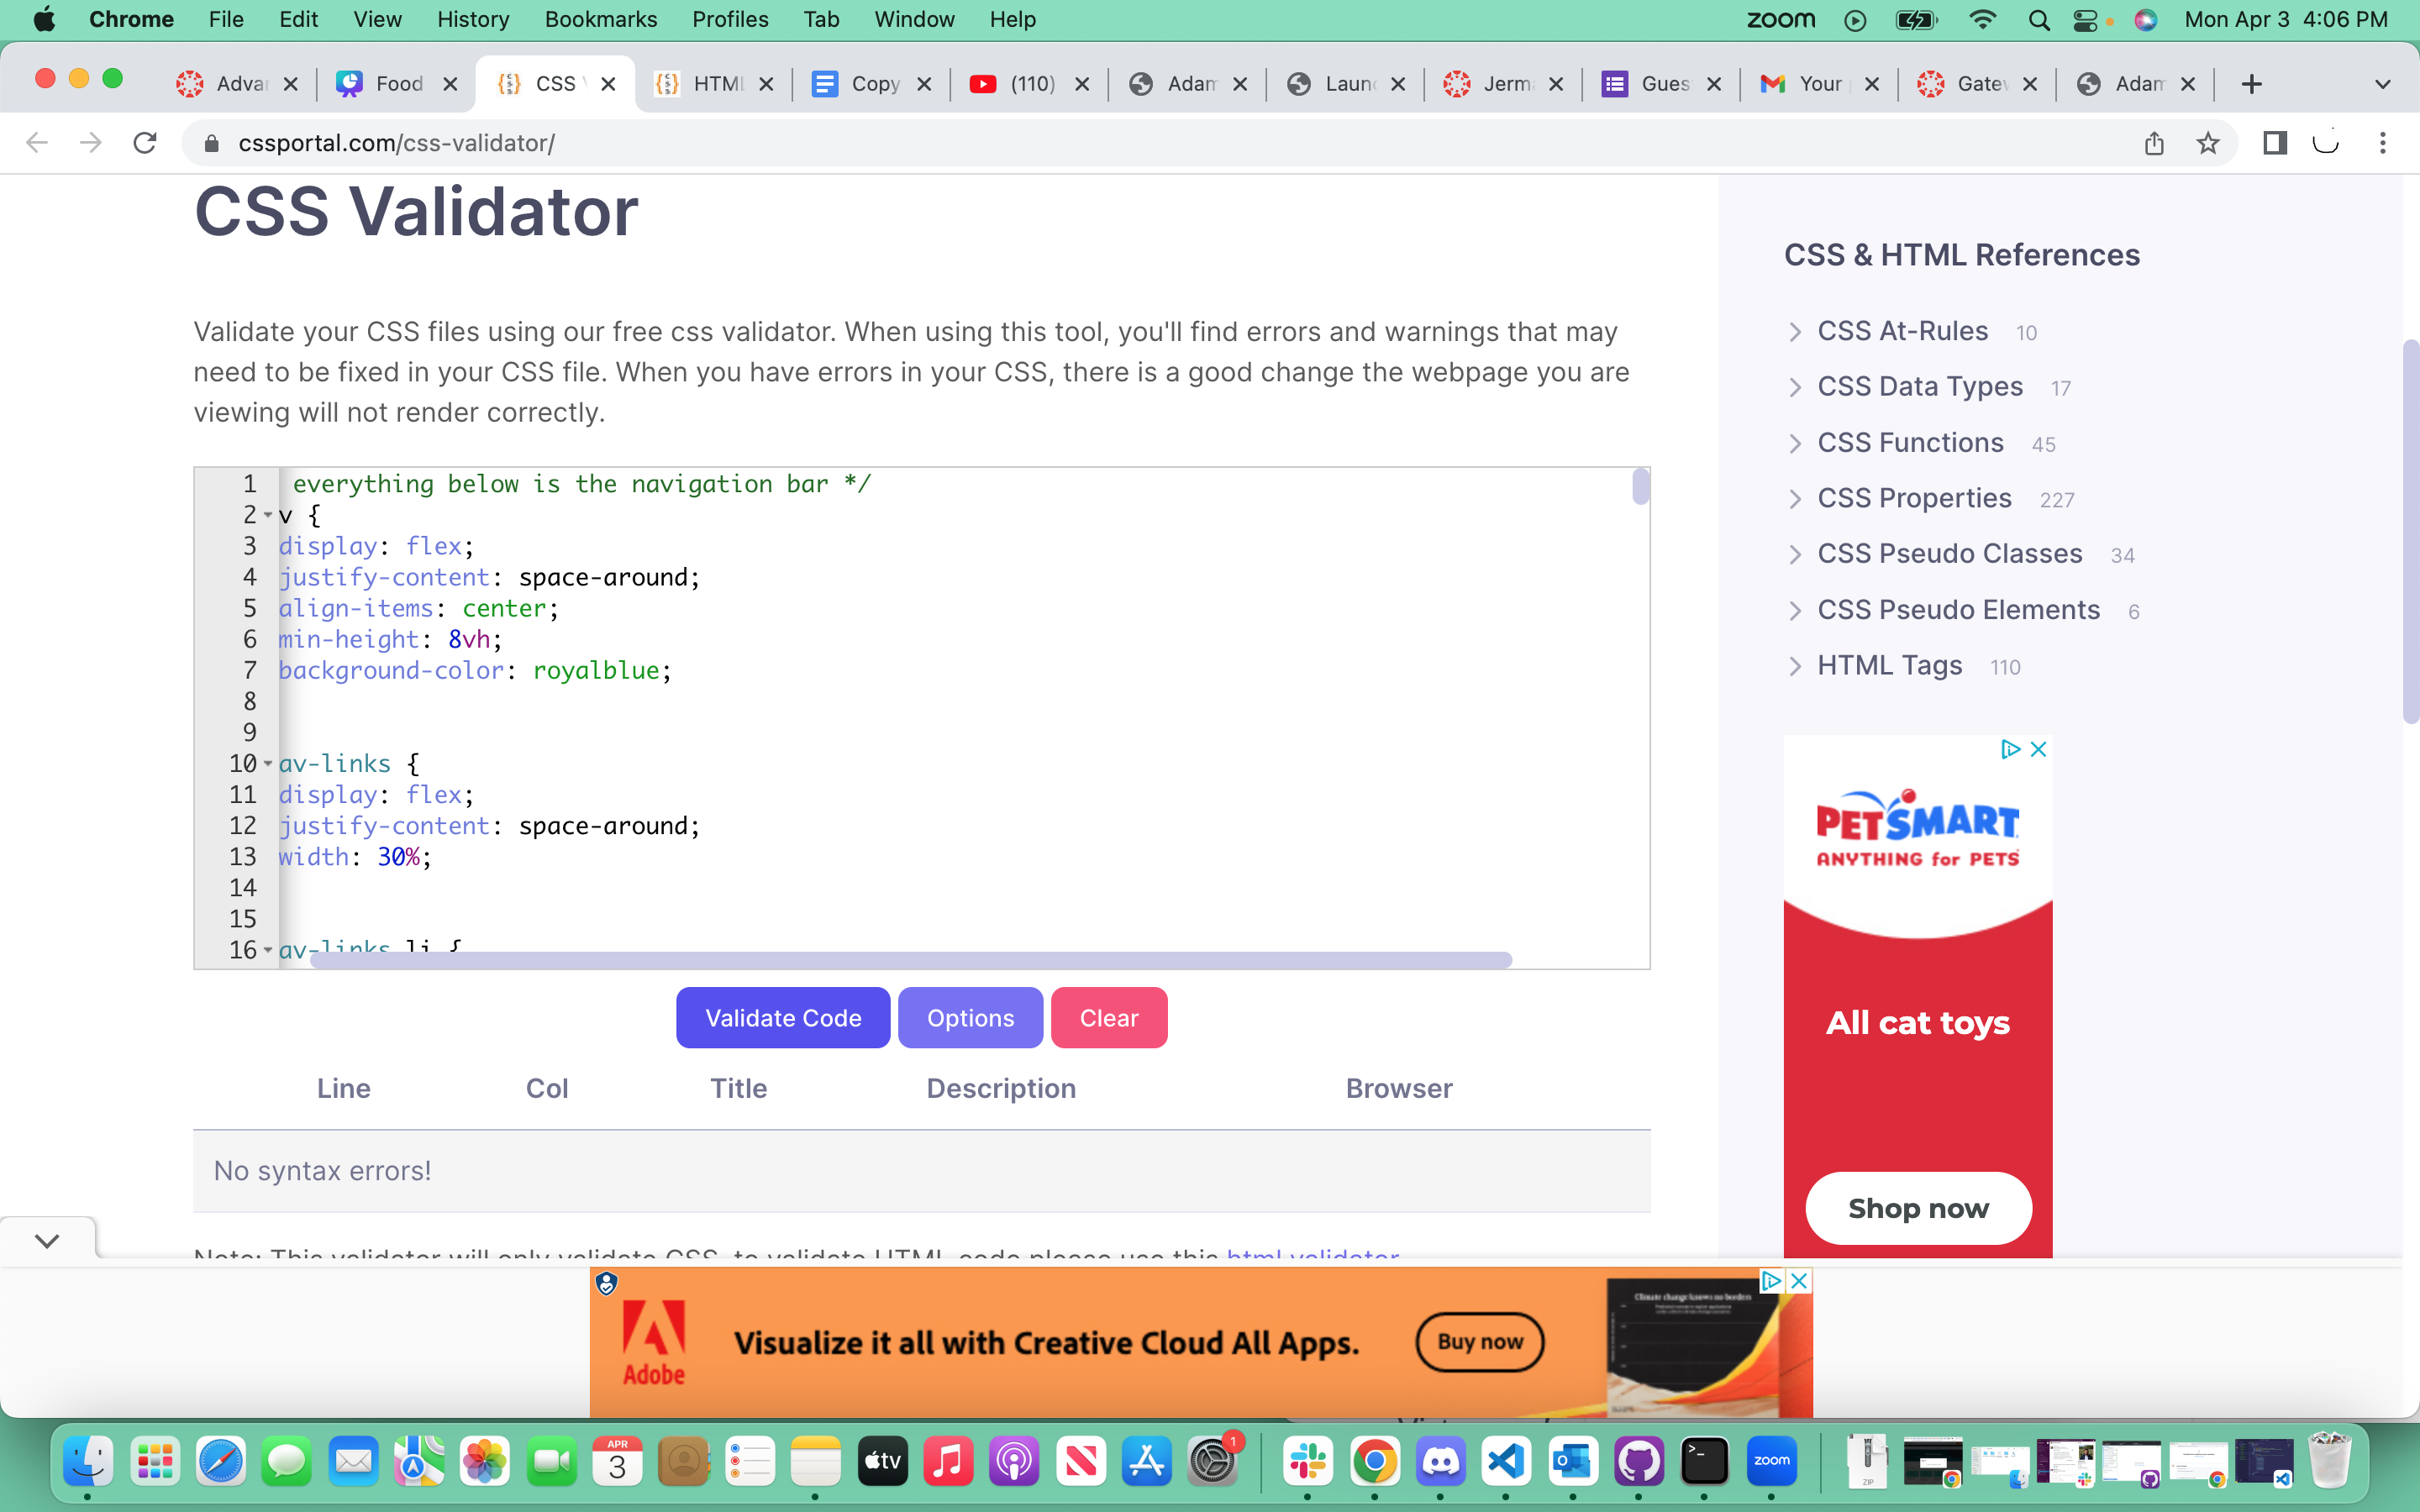 Chrome File Edit View History Bookmarks Profiles Tab Window Help zoom Mon Apr 3 4:06 PM
Adva Food CSS HTML Copy (110) Adam Laun Jerm Gues Your Gate Adam
cssportal.com/css-validator/
CSS Validator
Validate your CSS files using our free css validator. When using this tool, you'll find errors and warnings that may
need to be fixed in your CSS file. When you have errors in your CSS, there is a good change the webpage you are
viewing will not render correctly.
1 everything below is the navigation bar */
2 v {
3 display: flex;
4 justify-content: space-around;
5 align-items: center;
6 min-height: 8vh;
7 background-color: royalblue;
8
9
10 av-links {
11 display: flex;
12 justify-content: space-around;
13 width: 30%;
14
15
16 av-links li {
Validate Code Options Clear
Line Col Title Description Browser
No syntax errors!
Note: This validator will only validate CSS, to validate HTML code please use this html validator
CSS & HTML References
CSS At-Rules 10
CSS Data Types 17
CSS Functions 45
CSS Properties 227
CSS Pseudo Classes 34
CSS Pseudo Elements 6
HTML Tags 110
PETSMART
ANYTHING for PETS
All cat toys
Shop now
Adobe
Visualize it all with Creative Cloud All Apps.
Buy now
Climate change knows no borders
APR
3
tv
1
zoom
ZIP